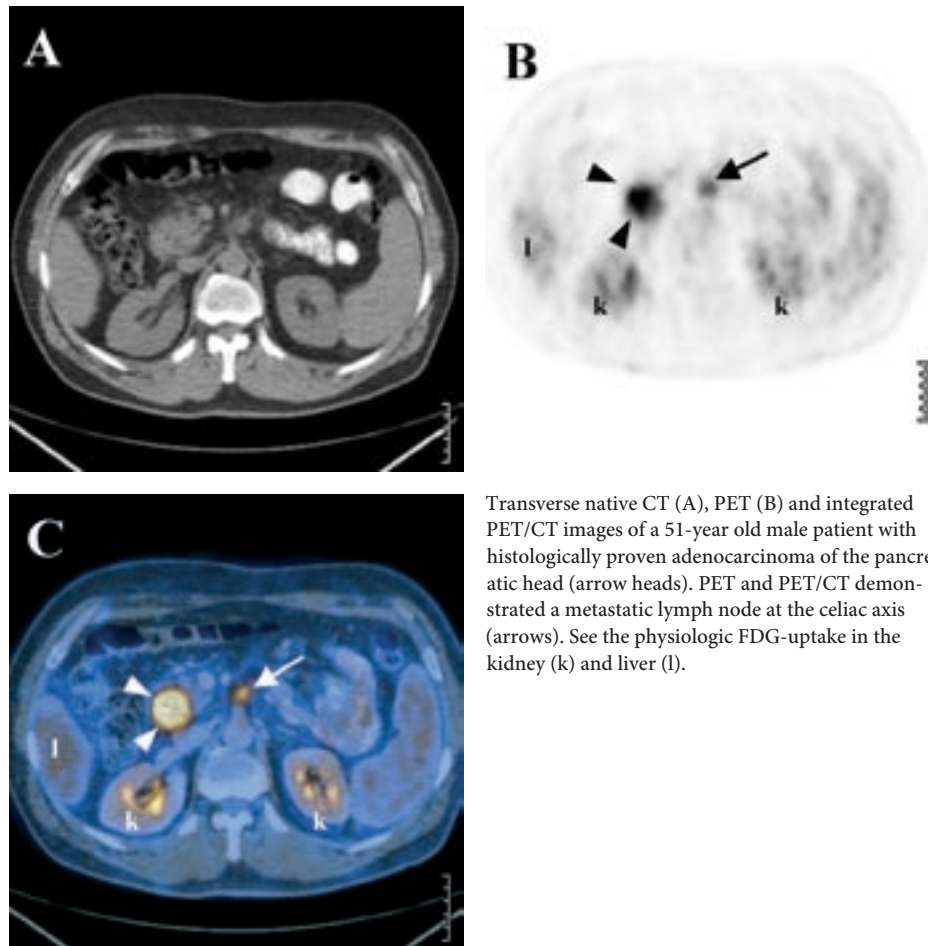 A
B
l
k
k
C
l
k
k
Transverse native CT (A), PET (B) and integrated
PET/CT images of a 51-year old male patient with
histologically proven adenocarcinoma of the pancre
atic head (arrow heads). PET and PET/CT demon-
strated a metastatic lymph node at the celiac axis
(arrows). See the physiologic FDG-uptake in the
kidney (k) and liver (l).